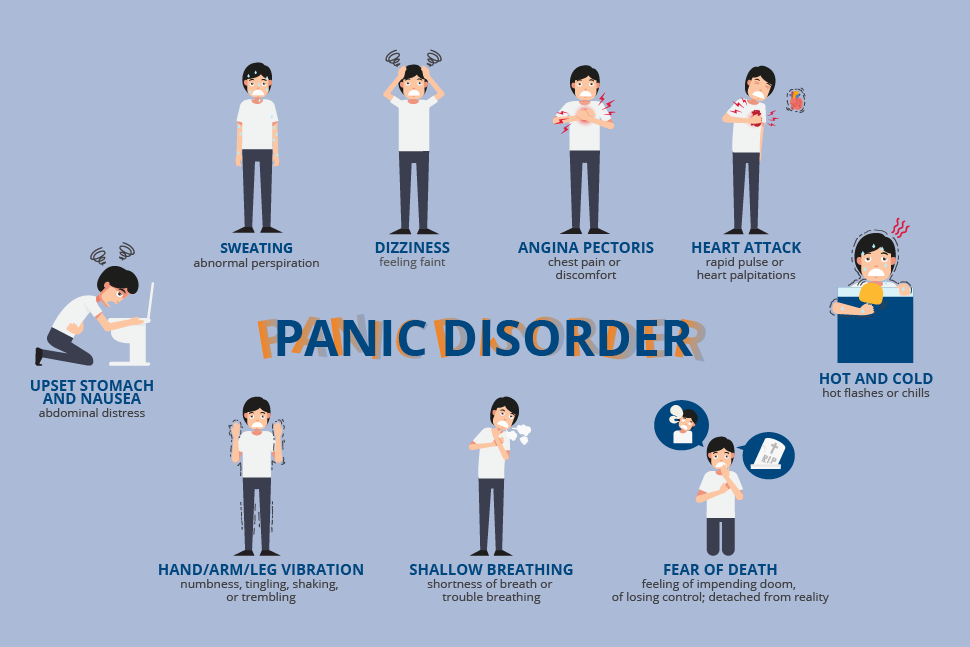 SWEATING
abnormal perspiration
DIZZINESS
feeling faint
ANGINA PECTORIS
chest pain or
discomfort
HEART ATTACK
rapid pulse or
heart palpitations
PANIC DISORDER
UPSET STOMACH
AND NAUSEA
abdominal distress
HOT AND COLD
hot flashes or chills
HAND/ARM/LEG VIBRATION
numbness, tingling, shaking,
or trembling
SHALLOW BREATHING
shortness of breath or
trouble breathing
RIP
FEAR OF DEATH
feeling of impending doom,
of losing control; detached from reality